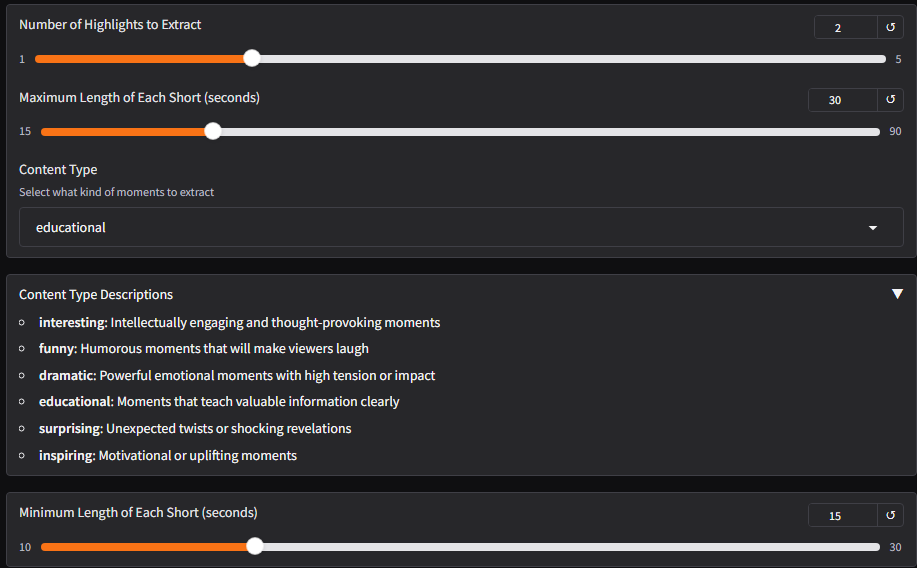 Number of Highlights to Extract
2
↺
1
5
Maximum Length of Each Short (seconds)
30
↺
15
90
Content Type
Select what kind of moments to extract
educational
Content Type Descriptions
interesting: Intellectually engaging and thought-provoking moments
funny: Humorous moments that will make viewers laugh
dramatic: Powerful emotional moments with high tension or impact
educational: Moments that teach valuable information clearly
surprising: Unexpected twists or shocking revelations
inspiring: Motivational or uplifting moments
Minimum Length of Each Short (seconds)
15
↺
10
30